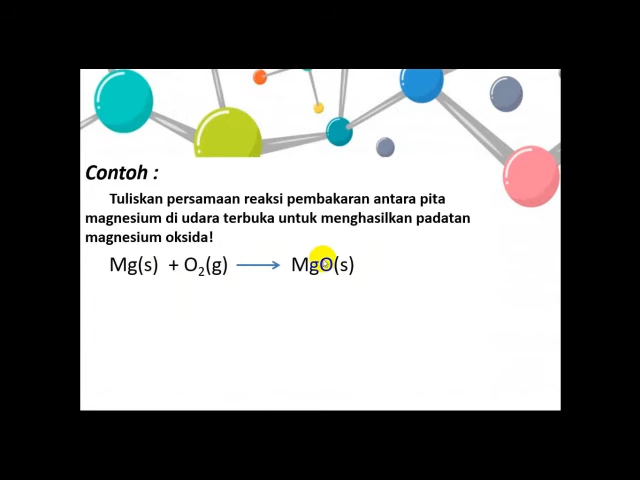 Contoh :
Tuliskan persamaan reaksi pembakaran antara pita
magnesium di udara terbuka untuk menghasilkan padatan
magnesium oksida!
Mg(s) + O₂(g) ⟶ MgO(s)